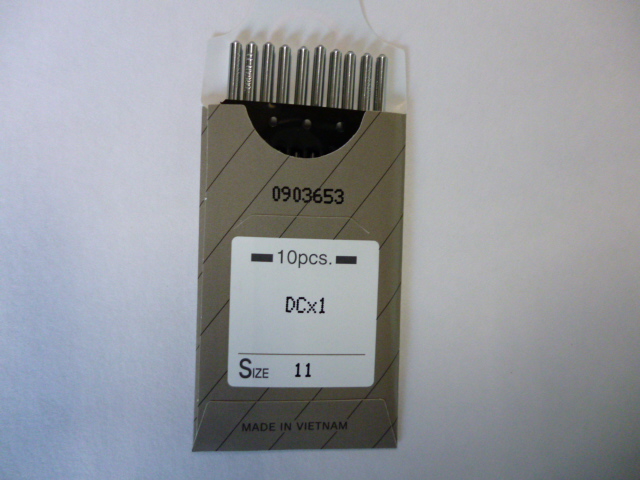 0903653
10pcs.
DCx1
SIZE 11
MADE IN VIETNAM